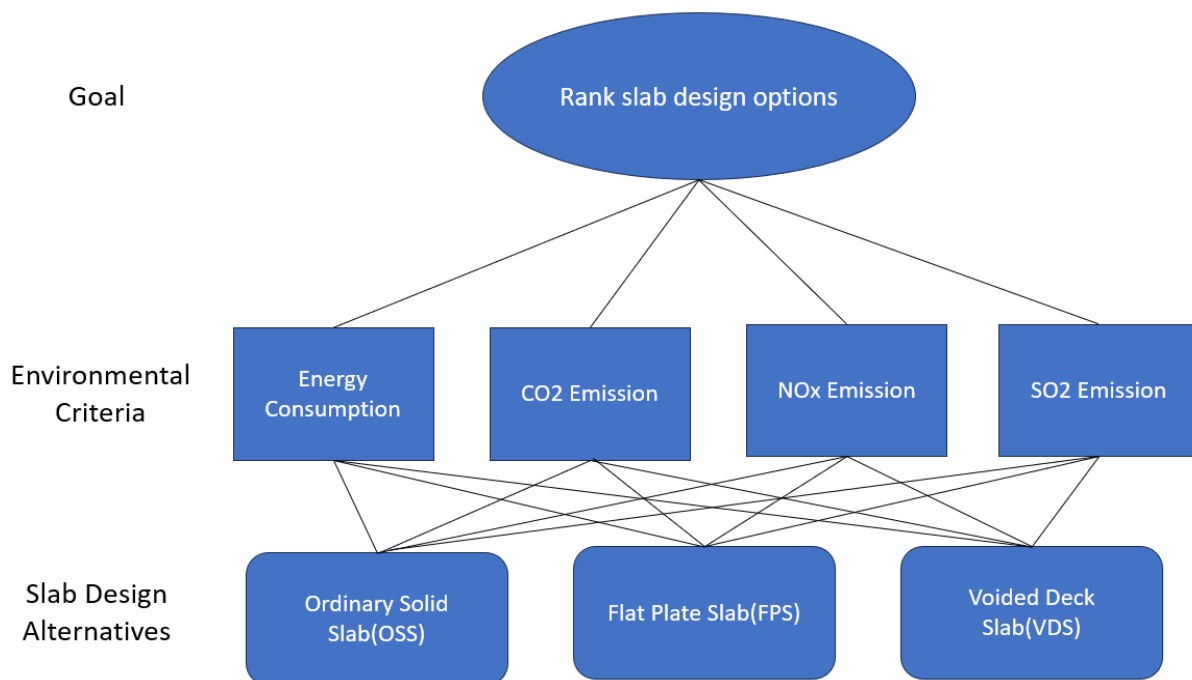 Goal
Rank slab design options
Environmental
Criteria
Energy
Consumption
CO2 Emission
NOx Emission
SO2 Emission
Slab Design
Alternatives
Ordinary Solid
Slab(OSS)
Flat Plate Slab(FPS)
Voided Deck
Slab(VDS)